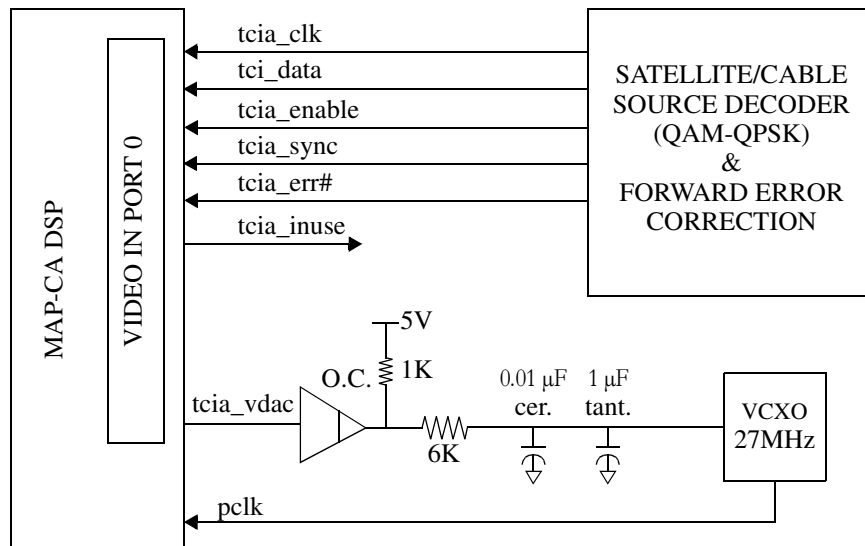 tcia_clk
tci_data
tcia_enable
tcia_sync
tcia_err#
tcia_inuse
MAP-CA DSP
VIDEO IN PORT 0
SATELLITE/CABLE
SOURCE DECODER
(QAM-QPSK)
&
FORWARD ERROR
CORRECTION
5V
O.C.
1K
tcia_vdac
6K
0.01 µF
cer.
1 µF
tant.
VCXO
27MHz
pclk